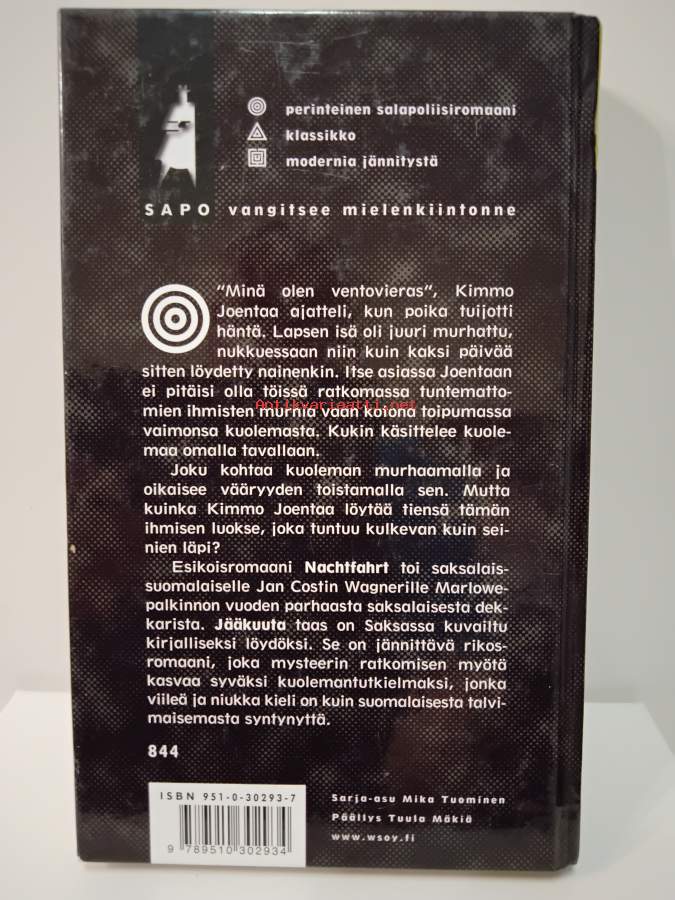 perinteinen salapoliisiromaani
klassikko
modernia jännitystä
SAPO vangitsee mielenkiintonne
"Minä olen ventovieras", Kimmo
Joentaa ajatteli, kun poika tuijotti
häntä. Lapsen isä oli juuri murhattu,
nukkuessaan niin kuin kaksi päivää
sitten löydetty nainenkin. Itse asiassa Joentaan
ei pitäisi olla töissä ratkomassa tuntematto-
mien ihmisten murhia vaan kotona toipumassa
Antikvariaatti.net
vaimonsa kuolemasta. Kukin käsittelee kuole-
maa omalla tavallaan.
Joku kohtaa kuoleman murhaamalla ja
oikaisee vääryyden toistamalla sen. Mutta
kuinka Kimmo Joentaa löytää tiensä tämän
ihmisen luokse, joka tuntuu kulkevan kuin sei-
nien läpi?
Esikoisromaani Nachtfahrt toi saksalais-
suomalaiselle Jan Costin Wagnerille Marlowe-
palkinnon vuoden parhaasta saksalaisesta dek-
karista. Jääkuuta taas on Saksassa kuvailtu
kirjalliseksi löydöksi. Se on jännittävä rikos-
romaani, joka mysteerin ratkomisen myötä
kasvaa syväksi kuolemantutkielmaksi, jonka
viileä ja niukka kieli on kuin suomalaisesta talvi-
maisemasta syntynyttä.
844
ISBN 951-0-30293-7
9 789510 302934
Sarja-asu Mika Tuominen
Päällys Tuula Mäkiä
www.wsoy.fi